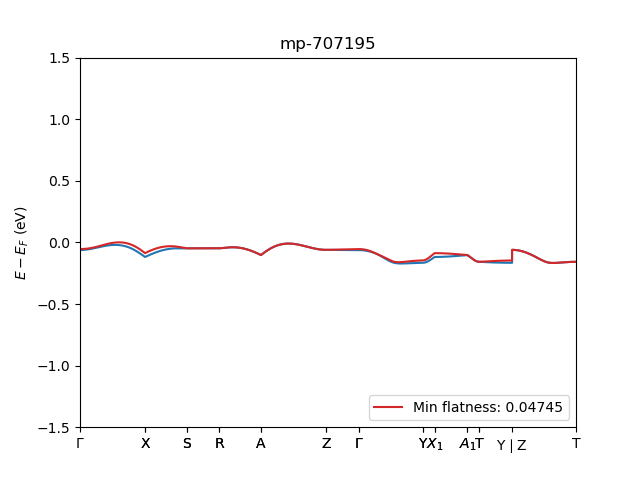 mp-707195
E − E_F (eV)
1.5
1.0
0.5
0.0
−0.5
−1.0
−1.5
Min flatness: 0.04745
Γ X S R A Z Γ Y X₁ A₁ T Y | Z T